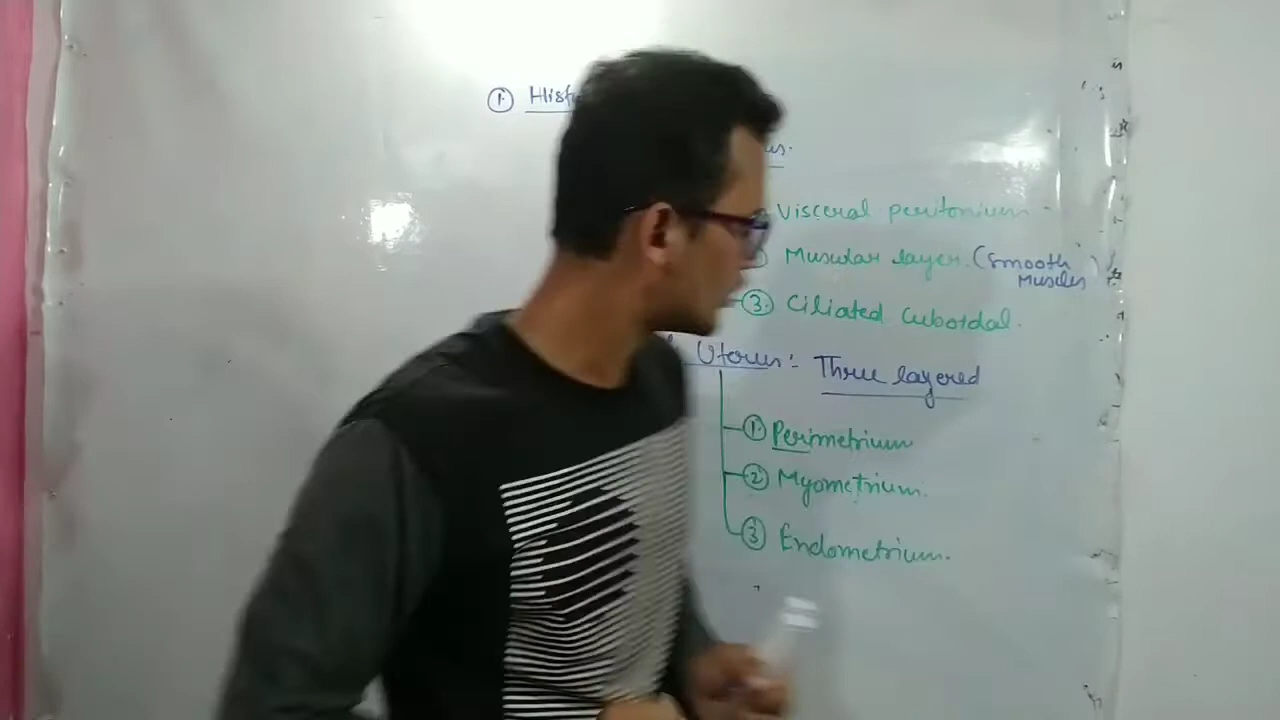 ①
Visceral peritonium
Muscular layer (Smooth Muscles)
③ Ciliated cuboidal.
Uterus :- Three layered
① Perimetrium
② Myometrium.
③ Endometrium.